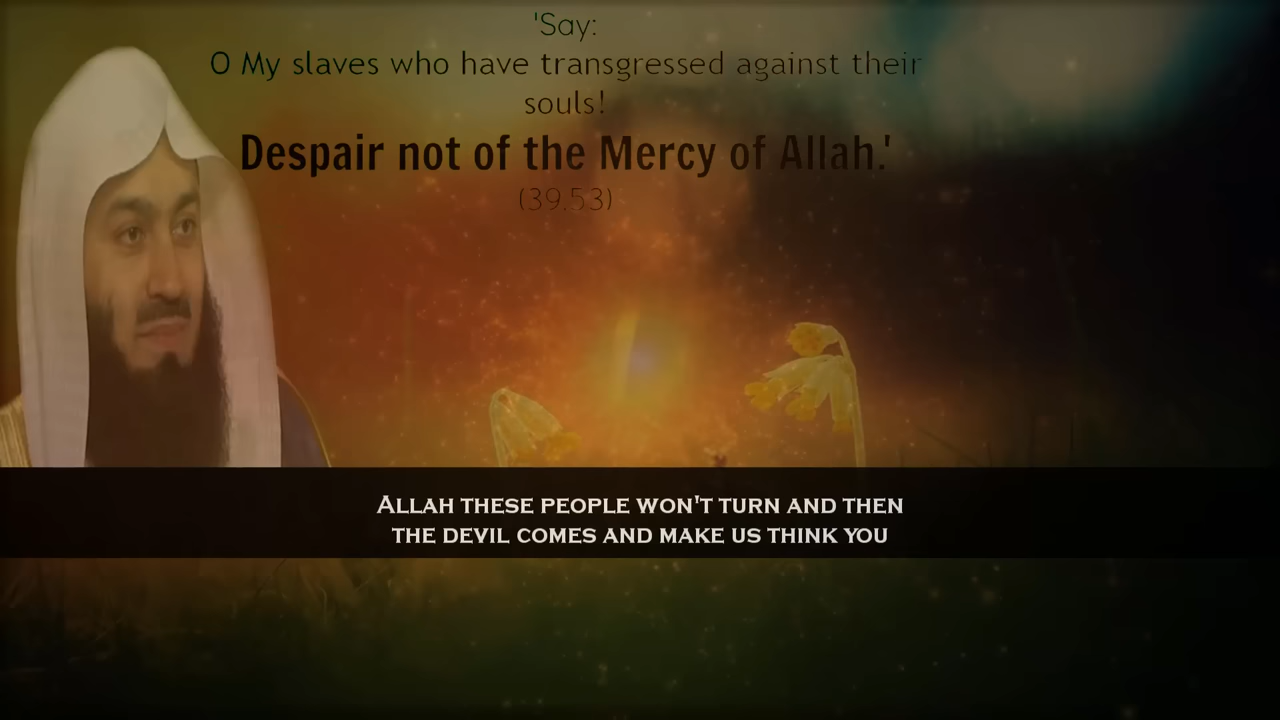 'Say:
O My slaves who have transgressed against their
souls!
Despair not of the Mercy of Allah.'
(39.53)
Allah these people won't turn and then
the devil comes and make us think you